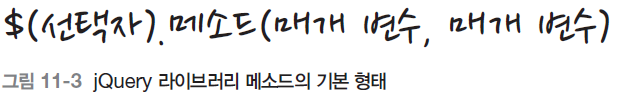 $(선택자).메소드(매개 변수, 매개 변수)
그림 11-3 jQuery 라이브러리 메소드의 기본 형태